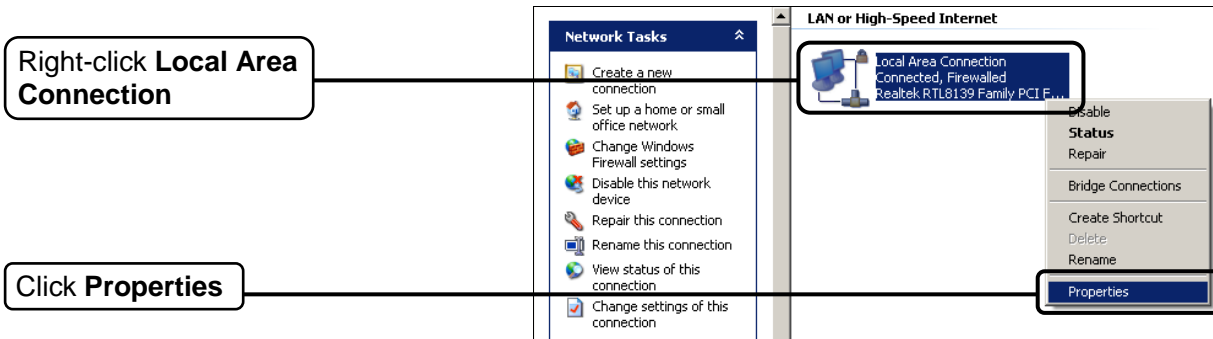 Right-click Local Area
Connection
Click Properties
Network Tasks
Create a new
connection
Set up a home or small
office network
Change Windows
Firewall settings
Disable this network
device
Repair this connection
Rename this connection
View status of this
connection
Change settings of this
connection
LAN or High-Speed Internet
Local Area Connection
Connected, Firewalled
Realtek RTL8139 Family PCI E...
Disable
Status
Repair
Bridge Connections
Create Shortcut
Delete
Rename
Properties